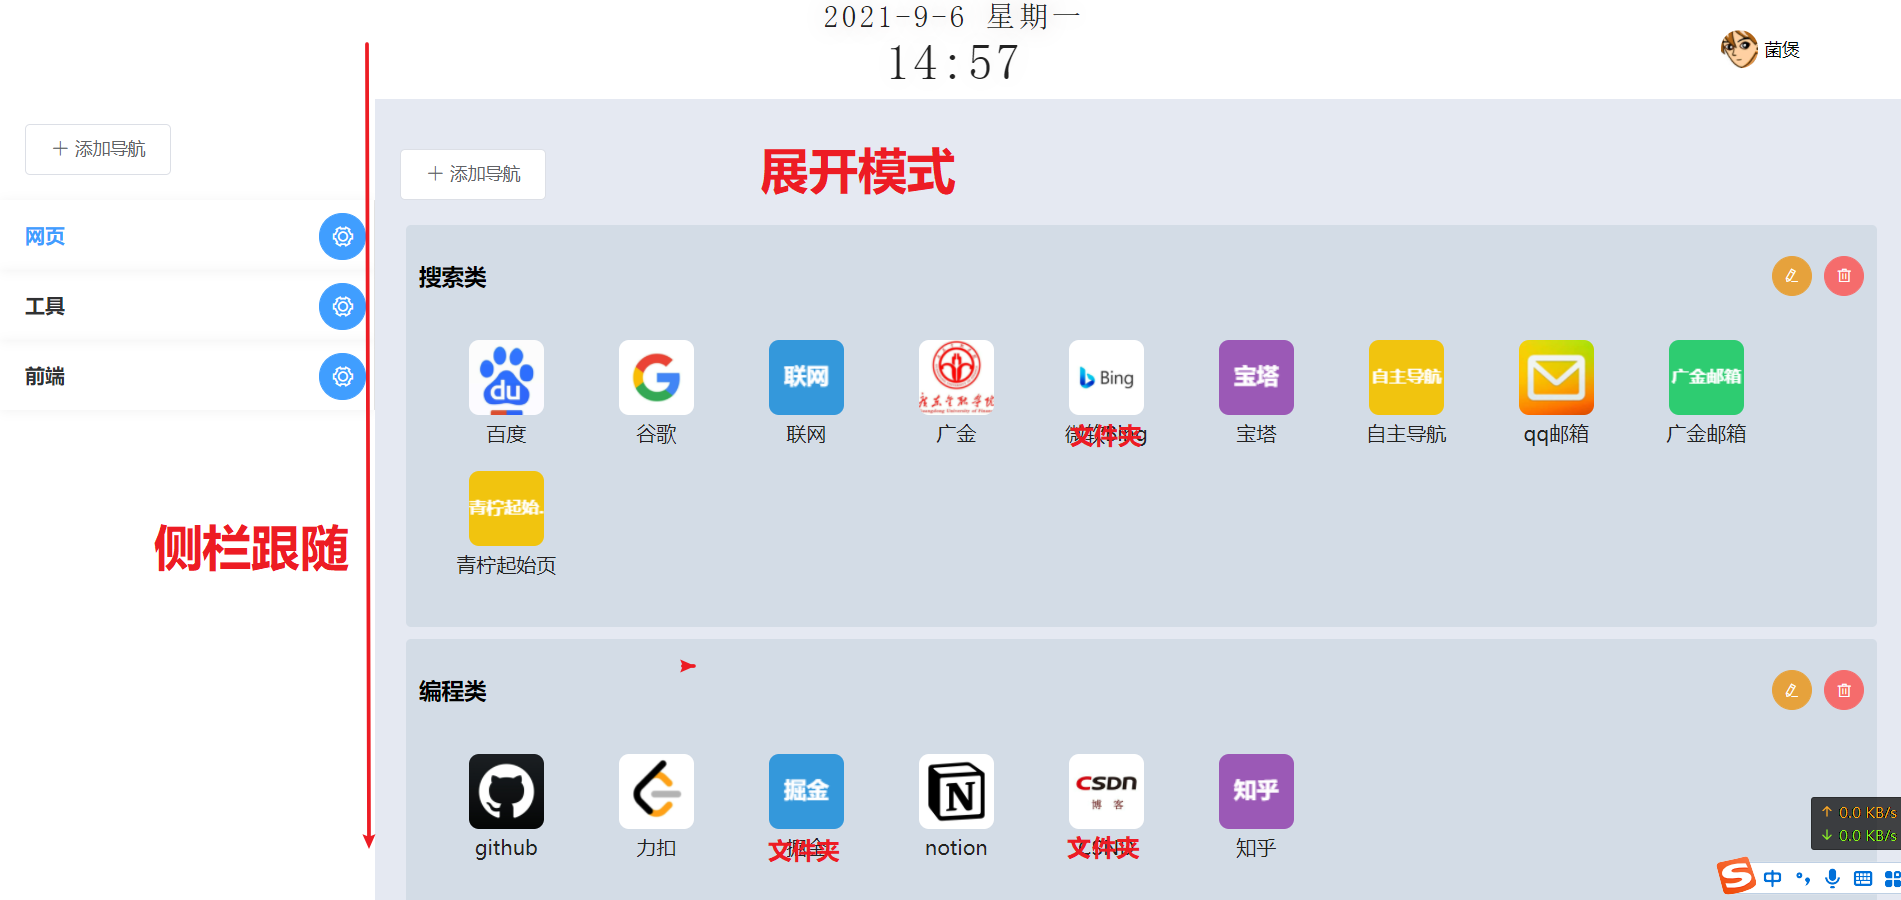 2021-9-6 星期一
14:57
菌煲
添加导航
网页
工具
前端
侧栏跟随
添加导航
展开模式
搜索类
du
联网
Bing
宝塔
自主导航
广金邮箱
百度
谷歌
联网
广金
文件夹
宝塔
自主导航
qq邮箱
广金邮箱
青柠起始.
青柠起始页
编程类
掘金
N
CSDN
博 客
知乎
github
力扣
文件夹
notion
文件夹
知乎
↑ 0.0 KB/s
↓ 0.0 KB/s
S 中